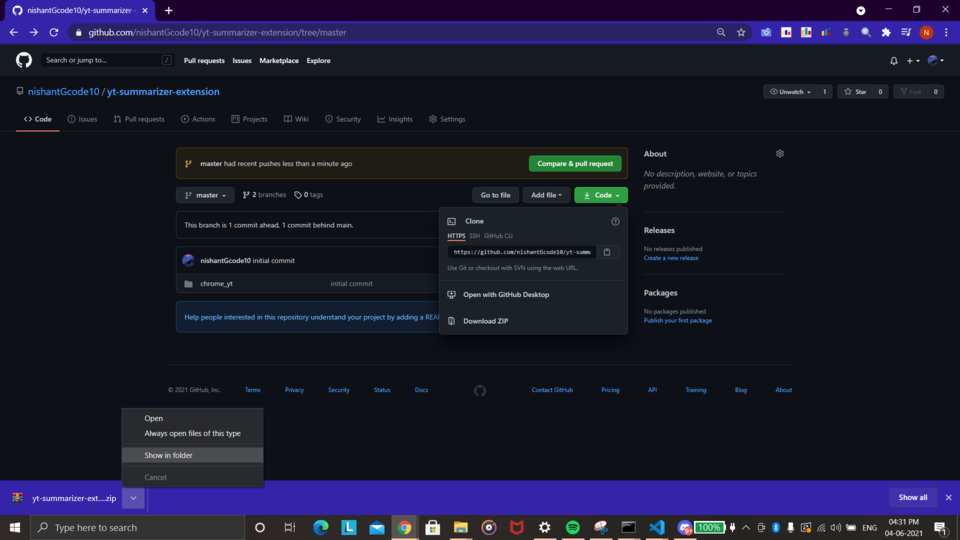 nishantGcode10/yt-summarizer-
github.com/nishantGcode10/yt-summarizer-extension/tree/master
N
Search or jump to... /
Pull requests Issues Marketplace Explore
nishantGcode10 / yt-summarizer-extension
Unwatch 1 Star 0 Fork 0
Code Issues Pull requests Actions Projects Wiki Security Insights Settings
master had recent pushes less than a minute ago
Compare & pull request
About
No description, website, or topics
provided.
master 2 branches 0 tags
Go to file Add file Code
This branch is 1 commit ahead, 1 commit behind main.
Clone
HTTPS SSH GitHub CLI
https://github.com/nishantGcode10/yt-summ
Use Git or checkout with SVN using the web URL.
Releases
No releases published
Create a new release
nishantGcode10 initial commit
chrome_yt initial commit
Open with GitHub Desktop
Download ZIP
Packages
No packages published
Publish your first package
Help people interested in this repository understand your project by adding a REA
© 2021 GitHub, Inc. Terms Privacy Security Status Docs Contact GitHub Pricing API Training Blog About
Open
Always open files of this type
Show in folder
Cancel
yt-summarizer-ext....zip
Show all
Type here to search
L
100%
ENG
04:31 PM
04-06-2021
1